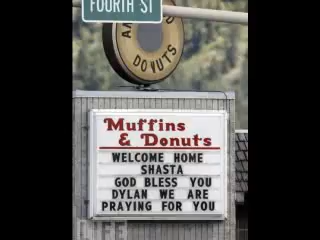 FOURTH ST
DONUTS
Muffins
& Donuts
WELCOME HOME
SHASTA
GOD BLESS YOU
DYLAN WE ARE
PRAYING FOR YOU